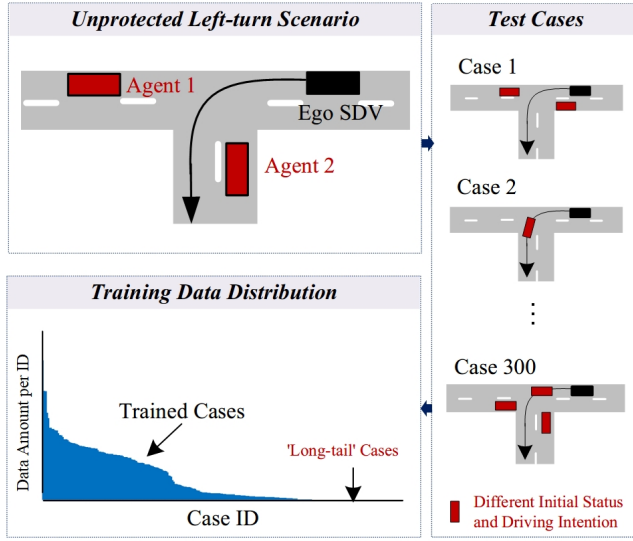 Unprotected Left-turn Scenario
Agent 1
Ego SDV
Agent 2
Test Cases
Case 1
Case 2
Case 300
Different Initial Status
and Driving Intention
Training Data Distribution
Data Amount per ID
Trained Cases
'Long-tail' Cases
Case ID